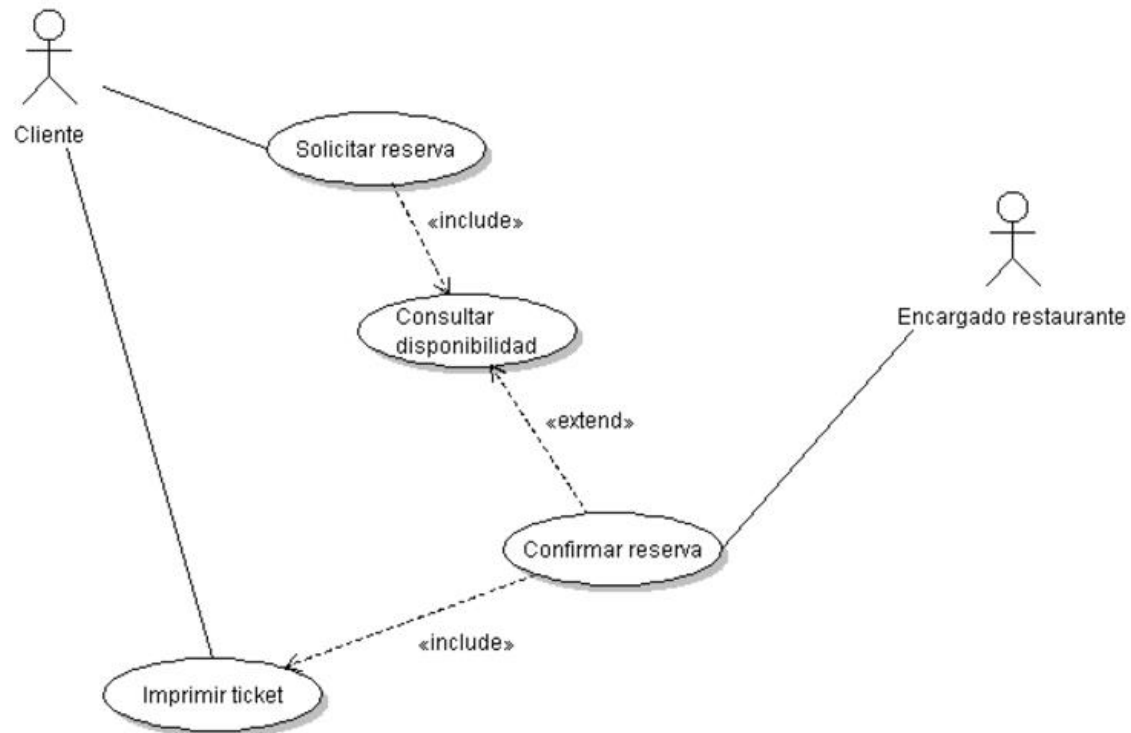 Cliente
Solicitar reserva
«include»
Consultar
disponibilidad
Encargado restaurante
«extend»
Confirmar reserva
«include»
Imprimir ticket